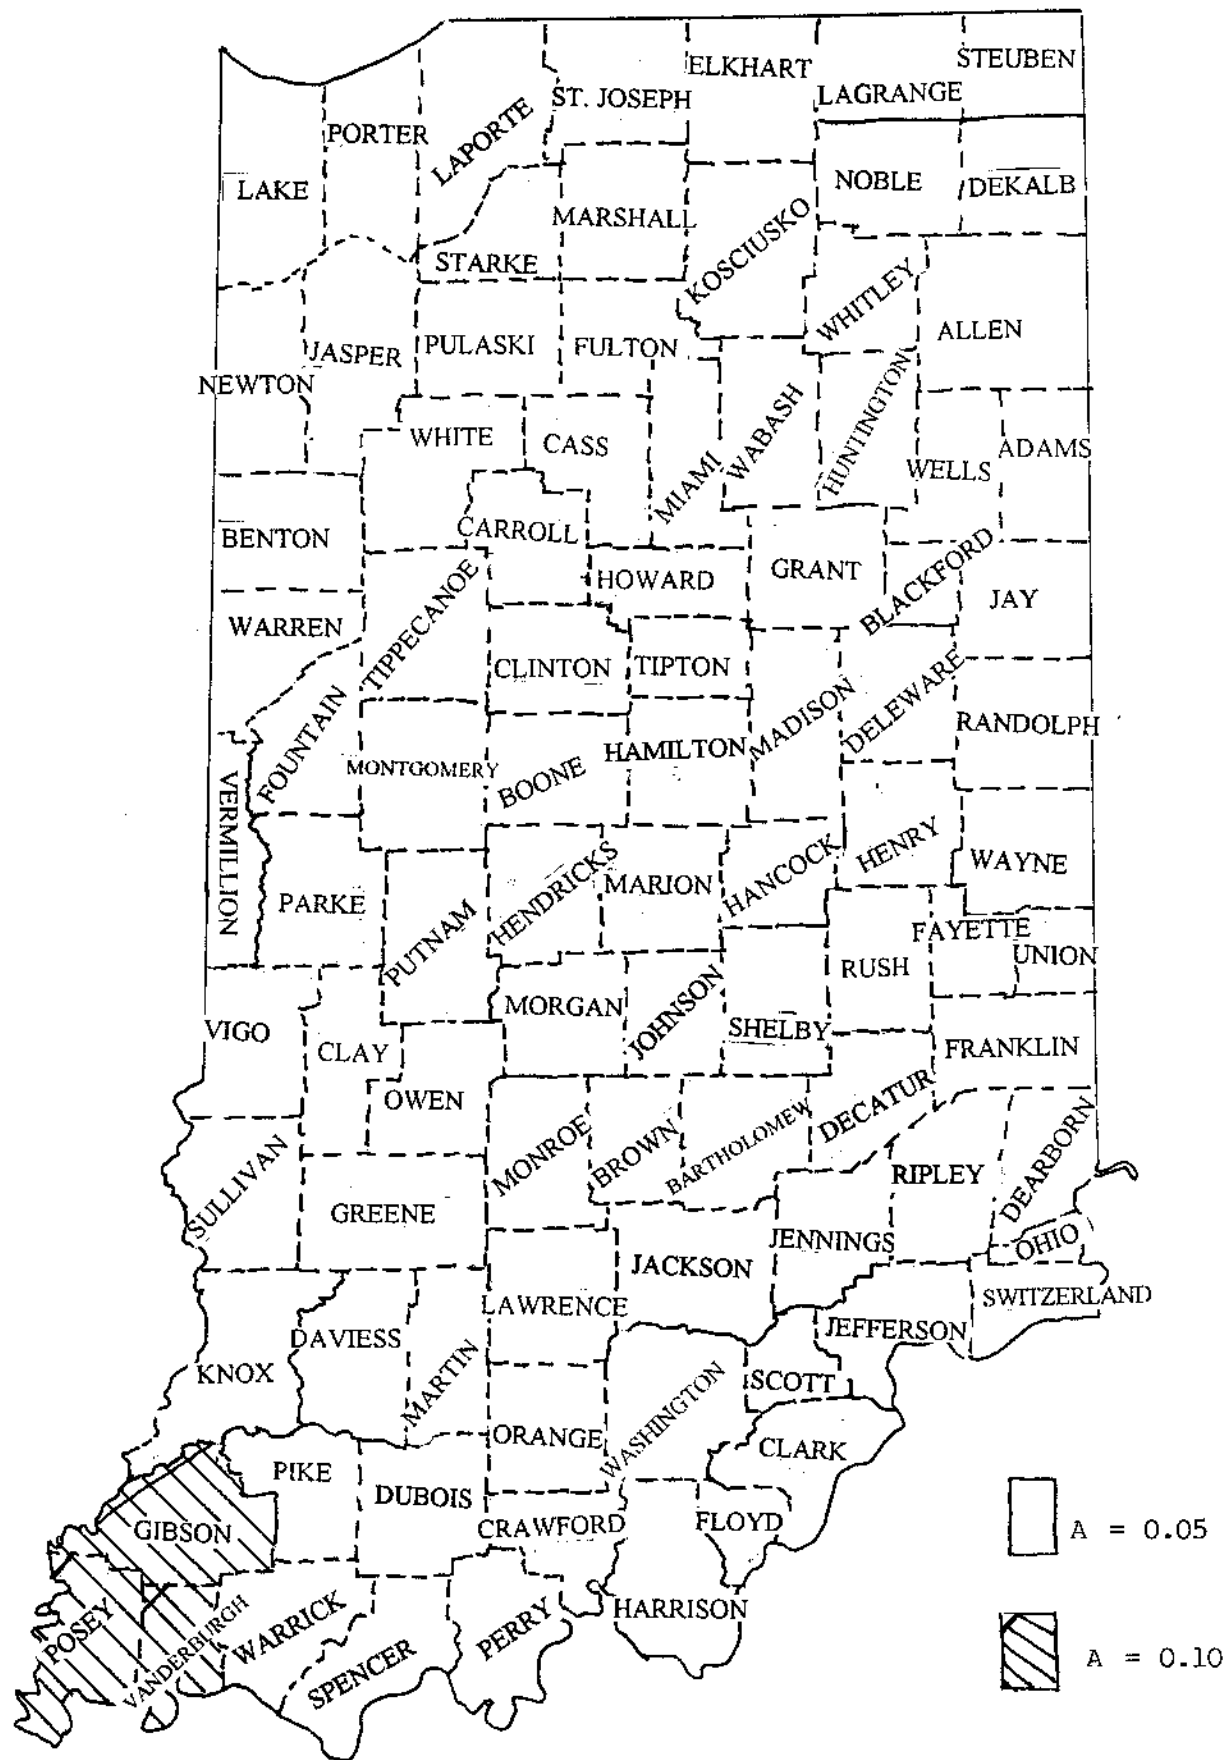 STEUBEN
ELKHART
LAGRANGE
ST. JOSEPH
LAPORTE
PORTER
LAKE
NOBLE
DEKALB
MARSHALL
KOSCIUSKO
STARKE
WHITLEY
ALLEN
JASPER
PULASKI
FULTON
NEWTON
WHITE
CASS
MIAMI
WABASH
HUNTINGTON
WELLS
ADAMS
BENTON
CARROLL
HOWARD
GRANT
BLACKFORD
JAY
WARREN
TIPPECANOE
CLINTON
TIPTON
MADISON
DELEWARE
RANDOLPH
FOUNTAIN
MONTGOMERY
BOONE
HAMILTON
VERMILLION
PARKE
PUTNAM
HENDRICKS
MARION
HANCOCK
HENRY
WAYNE
FAYETTE
UNION
RUSH
VIGO
CLAY
MORGAN
JOHNSON
SHELBY
FRANKLIN
OWEN
MONROE
BROWN
BARTHOLOMEW
DECATUR
SULLIVAN
GREENE
RIPLEY
DEARBORN
OHIO
JENNINGS
JACKSON
LAWRENCE
SWITZERLAND
JEFFERSON
DAVIESS
KNOX
MARTIN
SCOTT
ORANGE
WASHINGTON
CLARK
PIKE
DUBOIS
CRAWFORD
FLOYD
GIBSON
HARRISON
POSEY
VANDERBURGH
WARRICK
SPENCER
PERRY
A = 0.05
A = 0.10